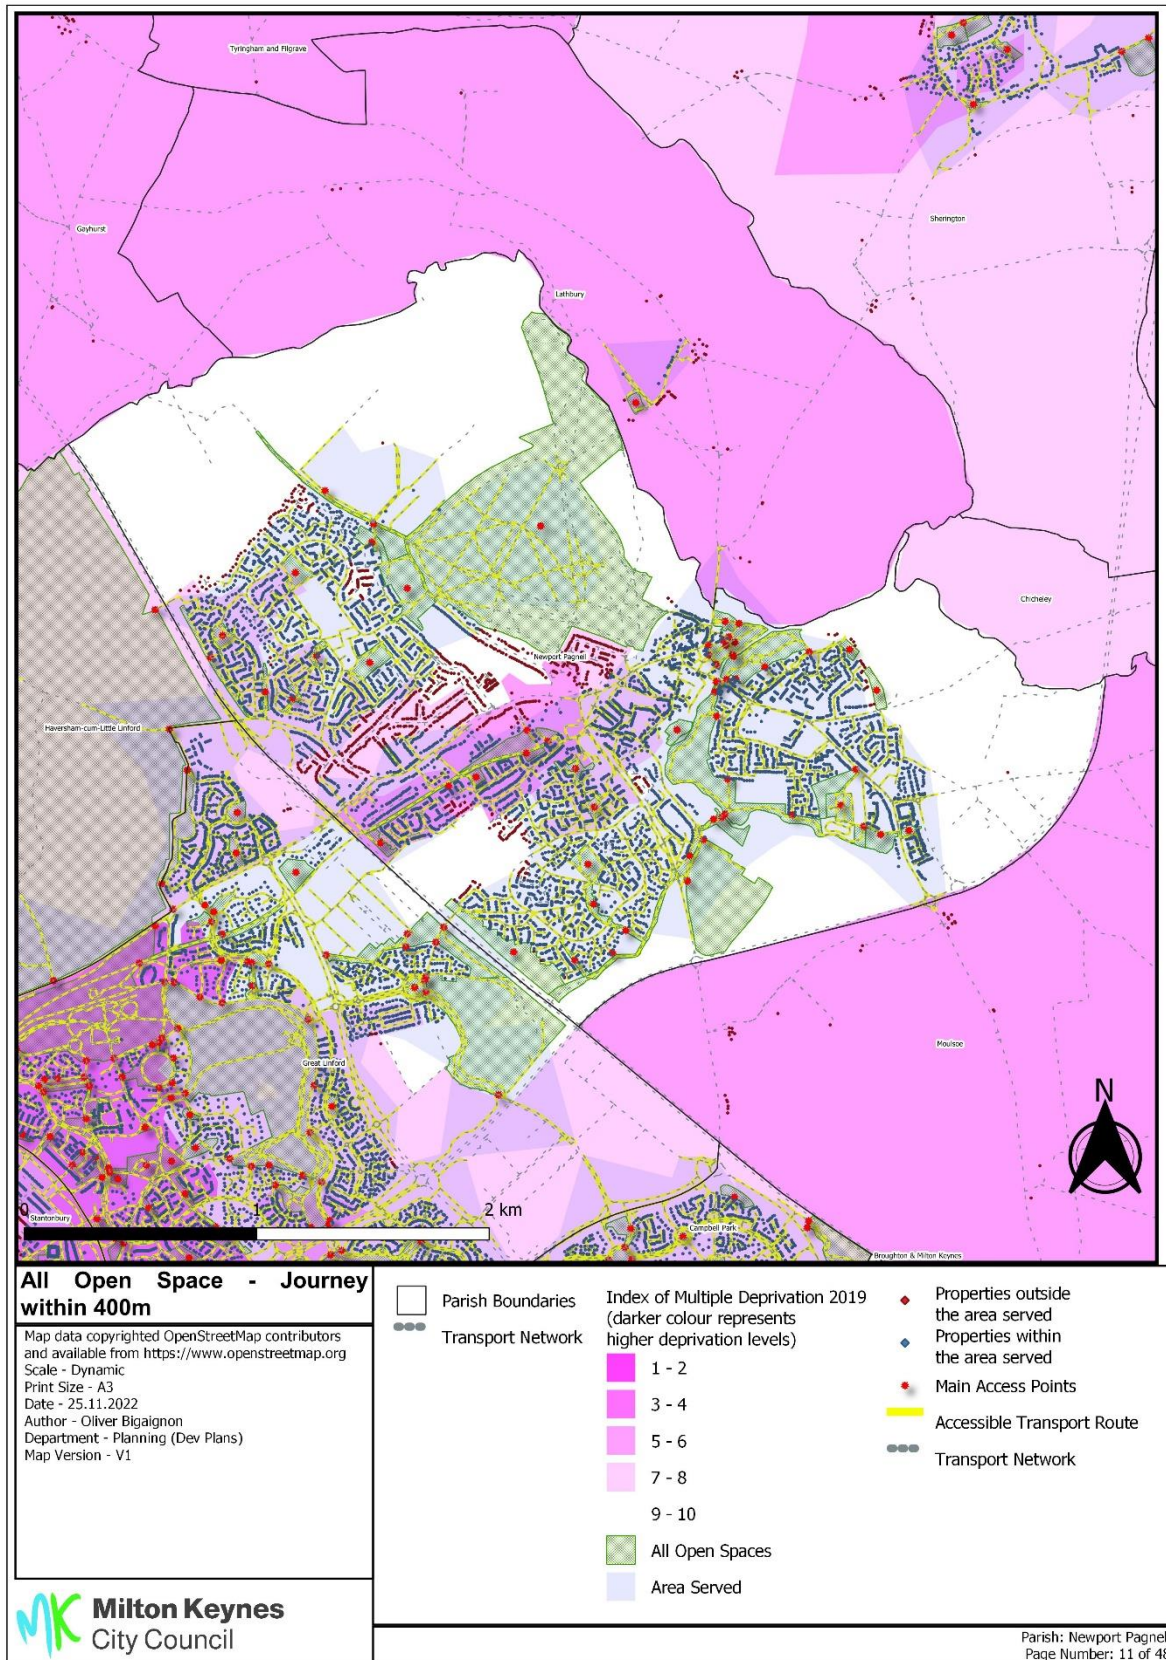 Tyringham and Filgrave
Gayhurst
Sherington
Lathbury
Chicheley
Newport Pagnell
Haversham-cum-Little Linford
Moulsoe
Great Linford
N
0 1 2 km
Stantonbury
Campbell Park
Broughton & Milton Keynes
All Open Space - Journey
within 400m
Map data copyrighted OpenStreetMap contributors
and available from https://www.openstreetmap.org
Scale - Dynamic
Print Size - A3
Date - 25.11.2022
Author - Oliver Bigaignon
Department - Planning (Dev Plans)
Map Version - V1
MK Milton Keynes
City Council
Parish Boundaries
Transport Network
Index of Multiple Deprivation 2019
(darker colour represents
higher deprivation levels)
1 - 2
3 - 4
5 - 6
7 - 8
9 - 10
All Open Spaces
Area Served
Properties outside
the area served
Properties within
the area served
Main Access Points
Accessible Transport Route
Transport Network
Parish: Newport Pagnell
Page Number: 11 of 48